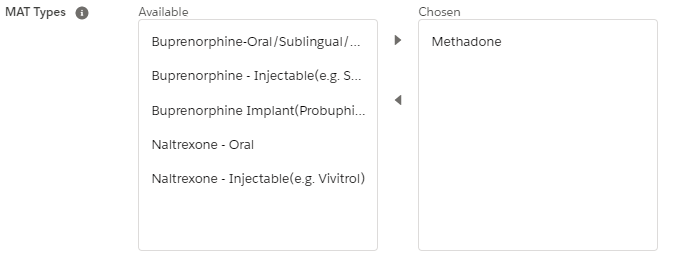 MAT Types
Available
Chosen
Buprenorphine-Oral/Sublingual/...
Buprenorphine - Injectable(e.g. S...
Buprenorphine Implant(Probuphi...
Naltrexone - Oral
Naltrexone - Injectable(e.g. Vivitrol)
Methadone